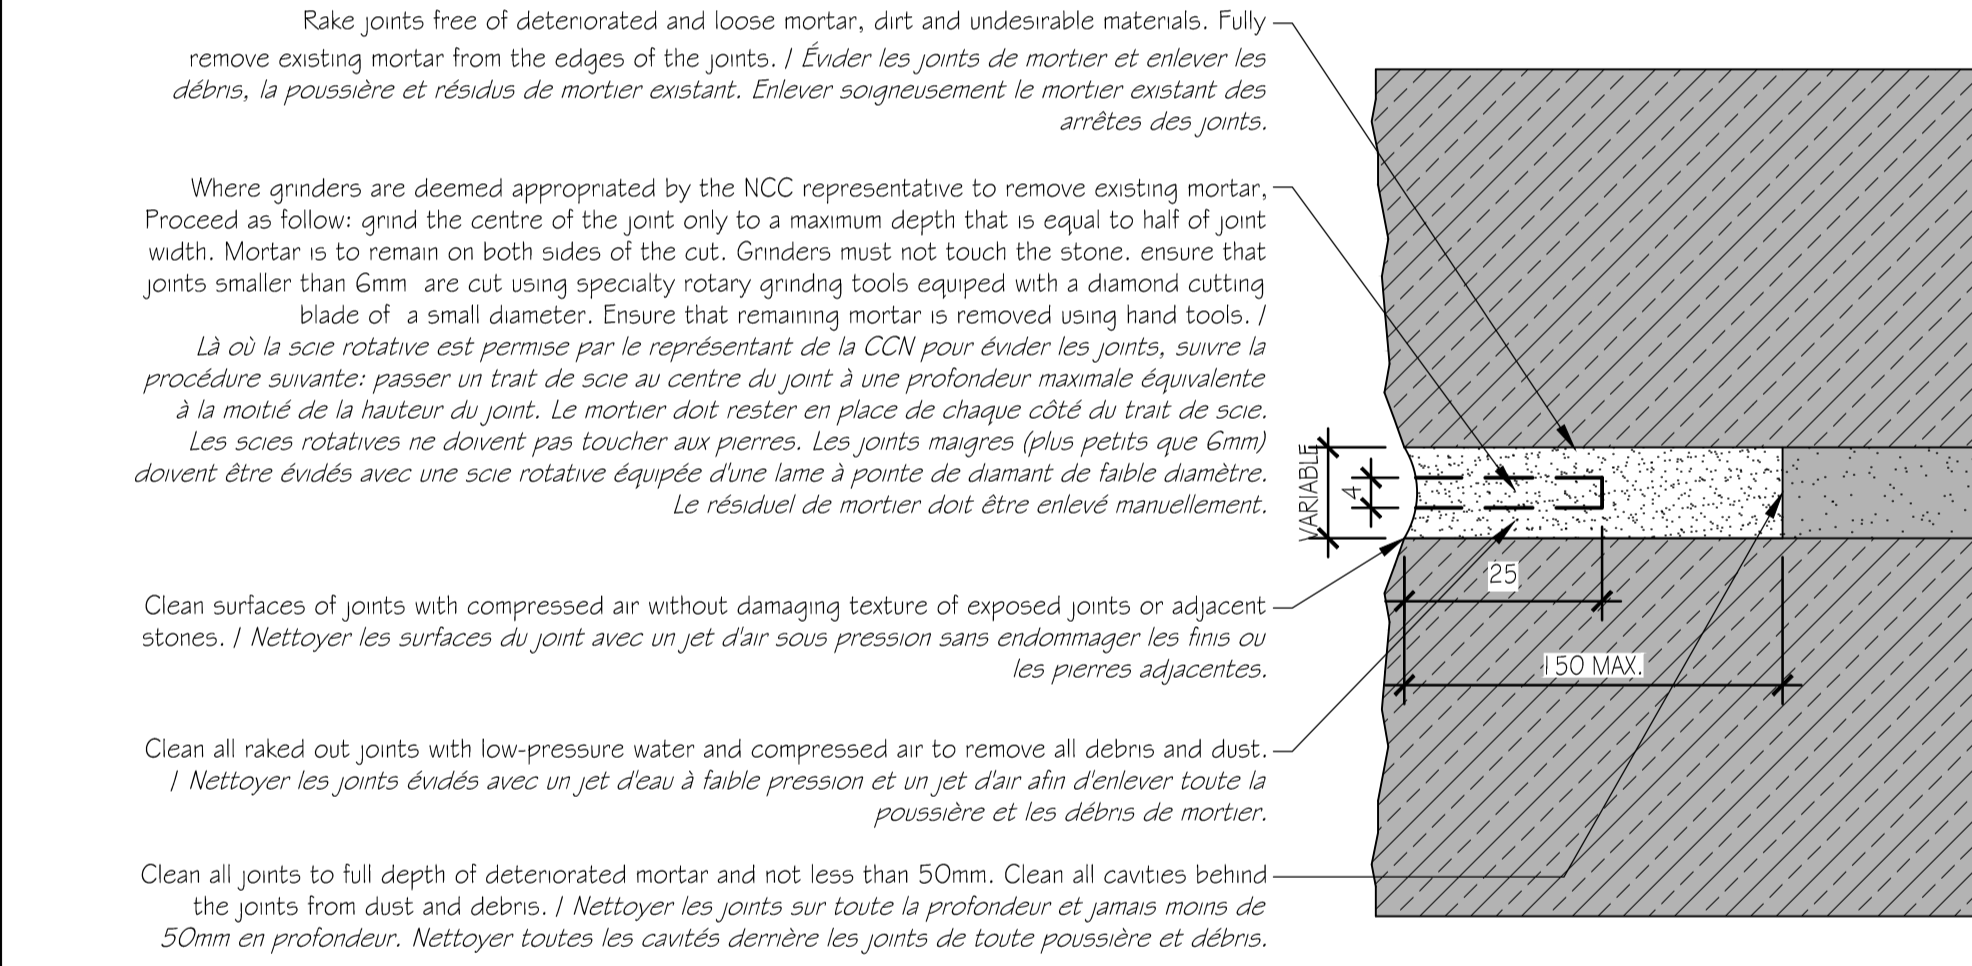 Rake joints free of deteriorated and loose mortar, dirt and undesirable materials. Fully
remove existing mortar from the edges of the joints. / Évider les joints de mortier et enlever les
débris, la poussière et résidus de mortier existant. Enlever soigneusement le mortier existant des
arrêtes des joints.
Where grinders are deemed appropriated by the NCC representative to remove existing mortar,
Proceed as follow: grind the centre of the joint only to a maximum depth that is equal to half of joint
width. Mortar is to remain on both sides of the cut. Grinders must not touch the stone. ensure that
joints smaller than 6mm  are cut using specialty rotary grindng tools equiped with a diamond cutting
blade of  a small diameter. Ensure that remaining mortar is removed using hand tools. /
Là où la scie rotative est permise par le représentant de la CCN pour évider les joints, suivre la
procédure suivante: passer un trait de scie au centre du joint à une profondeur maximale équivalente
à la moitié de la hauteur du joint. Le mortier doit rester en place de chaque côté du trait de scie.
Les scies rotatives ne doivent pas toucher aux pierres. Les joints maigres (plus petits que 6mm)
doivent être évidés avec une scie rotative équipée d'une lame à pointe de diamant de faible diamètre.
Le résiduel de mortier doit être enlevé manuellement.
Clean surfaces of joints with compressed air without damaging texture of exposed joints or adjacent
stones. / Nettoyer les surfaces du joint avec un jet d'air sous pression sans endommager les finis ou
les pierres adjacentes.
Clean all raked out joints with low-pressure water and compressed air to remove all debris and dust.
/ Nettoyer les joints évidés avec un jet d'eau à faible pression et un jet d'air afin d'enlever toute la
poussière et les débris de mortier.
Clean all joints to full depth of deteriorated mortar and not less than 50mm. Clean all cavities behind
the joints from dust and debris. / Nettoyer les joints sur toute la profondeur et jamais moins de
50mm en profondeur. Nettoyer toutes les cavités derrière les joints de toute poussière et débris.
VARIABLE
4
25
150 MAX.